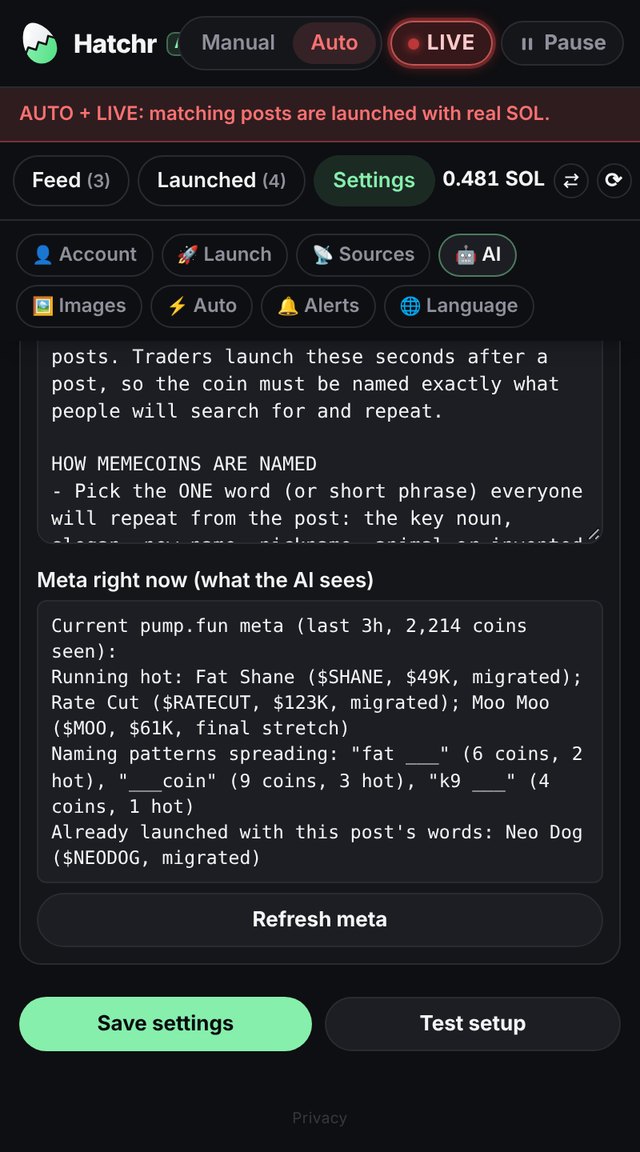 Hatchr
Manual
Auto
LIVE
Pause
AUTO + LIVE: matching posts are launched with real SOL.
Feed (3)
Launched (4)
Settings
0.481 SOL
Account
Launch
Sources
AI
Images
Auto
Alerts
Language
posts. Traders launch these seconds after a
post, so the coin must be named exactly what
people will search for and repeat.
HOW MEMECOINS ARE NAMED
- Pick the ONE word (or short phrase) everyone
will repeat from the post: the key noun,
Meta right now (what the AI sees)
Current pump.fun meta (last 3h, 2,214 coins
seen):
Running hot: Fat Shane ($SHANE, $49K, migrated);
Rate Cut ($RATECUT, $123K, migrated); Moo Moo
($MOO, $61K, final stretch)
Naming patterns spreading: "fat ___" (6 coins, 2
hot), "___coin" (9 coins, 3 hot), "k9 ___" (4
coins, 1 hot)
Already launched with this post's words: Neo Dog
($NEODOG, migrated)
Refresh meta
Save settings
Test setup
Privacy